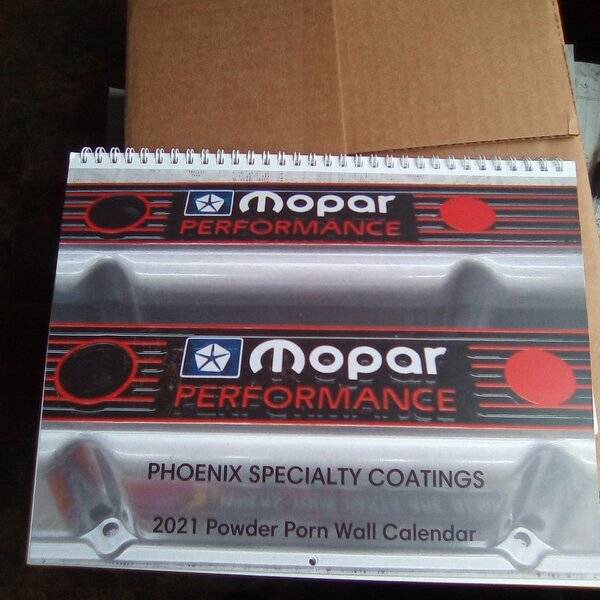 mopar
PERFORMANCE
mopar
PERFORMANCE
PHOENIX SPECIALTY COATINGS
2021 Powder Porn Wall Calendar